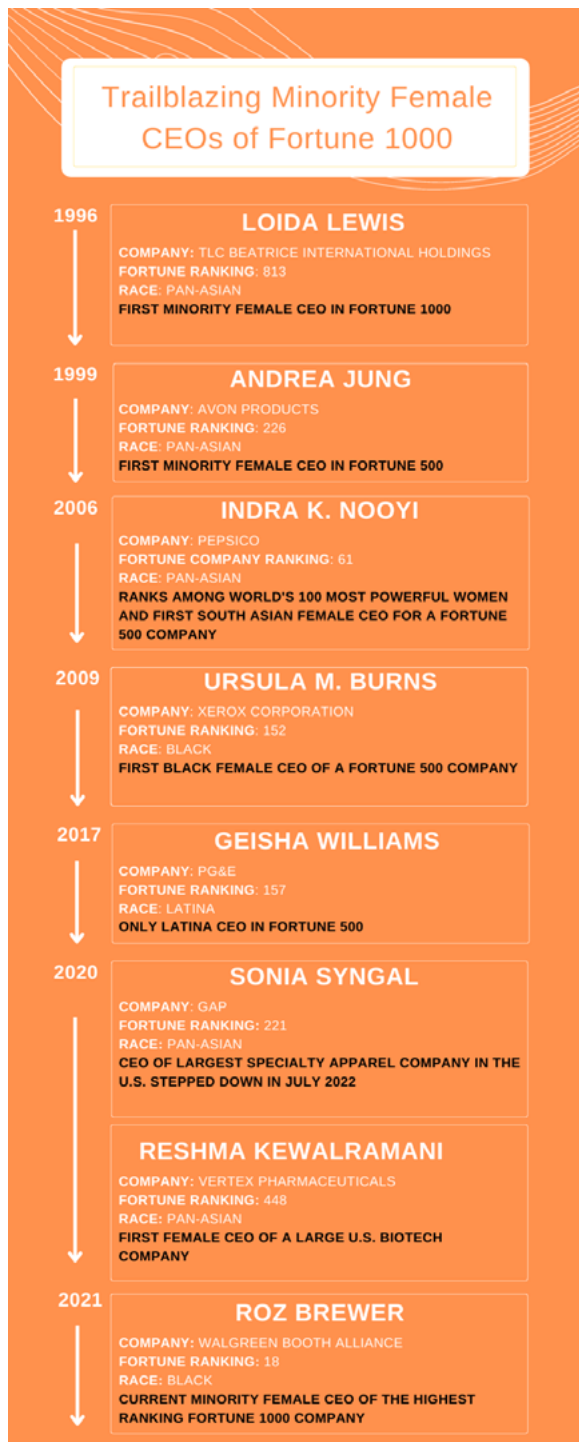 Trailblazing Minority Female
CEOs of Fortune 1000
1996
LOIDA LEWIS
COMPANY: TLC BEATRICE INTERNATIONAL HOLDINGS
FORTUNE RANKING: 813
RACE: PAN-ASIAN
FIRST MINORITY FEMALE CEO IN FORTUNE 1000
1999
ANDREA JUNG
COMPANY: AVON PRODUCTS
FORTUNE RANKING: 226
RACE: PAN-ASIAN
FIRST MINORITY FEMALE CEO IN FORTUNE 500
2006
INDRA K. NOOYI
COMPANY: PEPSICO
FORTUNE COMPANY RANKING: 61
RACE: PAN-ASIAN
RANKS AMONG WORLD'S 100 MOST POWERFUL WOMEN
AND FIRST SOUTH ASIAN FEMALE CEO FOR A FORTUNE
500 COMPANY
2009
URSULA M. BURNS
COMPANY: XEROX CORPORATION
FORTUNE RANKING: 152
RACE: BLACK
FIRST BLACK FEMALE CEO OF A FORTUNE 500 COMPANY
2017
GEISHA WILLIAMS
COMPANY: PG&E
FORTUNE RANKING: 157
RACE: LATINA
ONLY LATINA CEO IN FORTUNE 500
2020
SONIA SYNGAL
COMPANY: GAP
FORTUNE RANKING: 221
RACE: PAN-ASIAN
CEO OF LARGEST SPECIALTY APPAREL COMPANY IN THE
U.S. STEPPED DOWN IN JULY 2022
RESHMA KEWALRAMANI
COMPANY: VERTEX PHARMACEUTICALS
FORTUNE RANKING: 448
RACE: PAN-ASIAN
FIRST FEMALE CEO OF A LARGE U.S. BIOTECH
COMPANY
2021
ROZ BREWER
COMPANY: WALGREEN BOOTH ALLIANCE
FORTUNE RANKING: 18
RACE: BLACK
CURRENT MINORITY FEMALE CEO OF THE HIGHEST
RANKING FORTUNE 1000 COMPANY